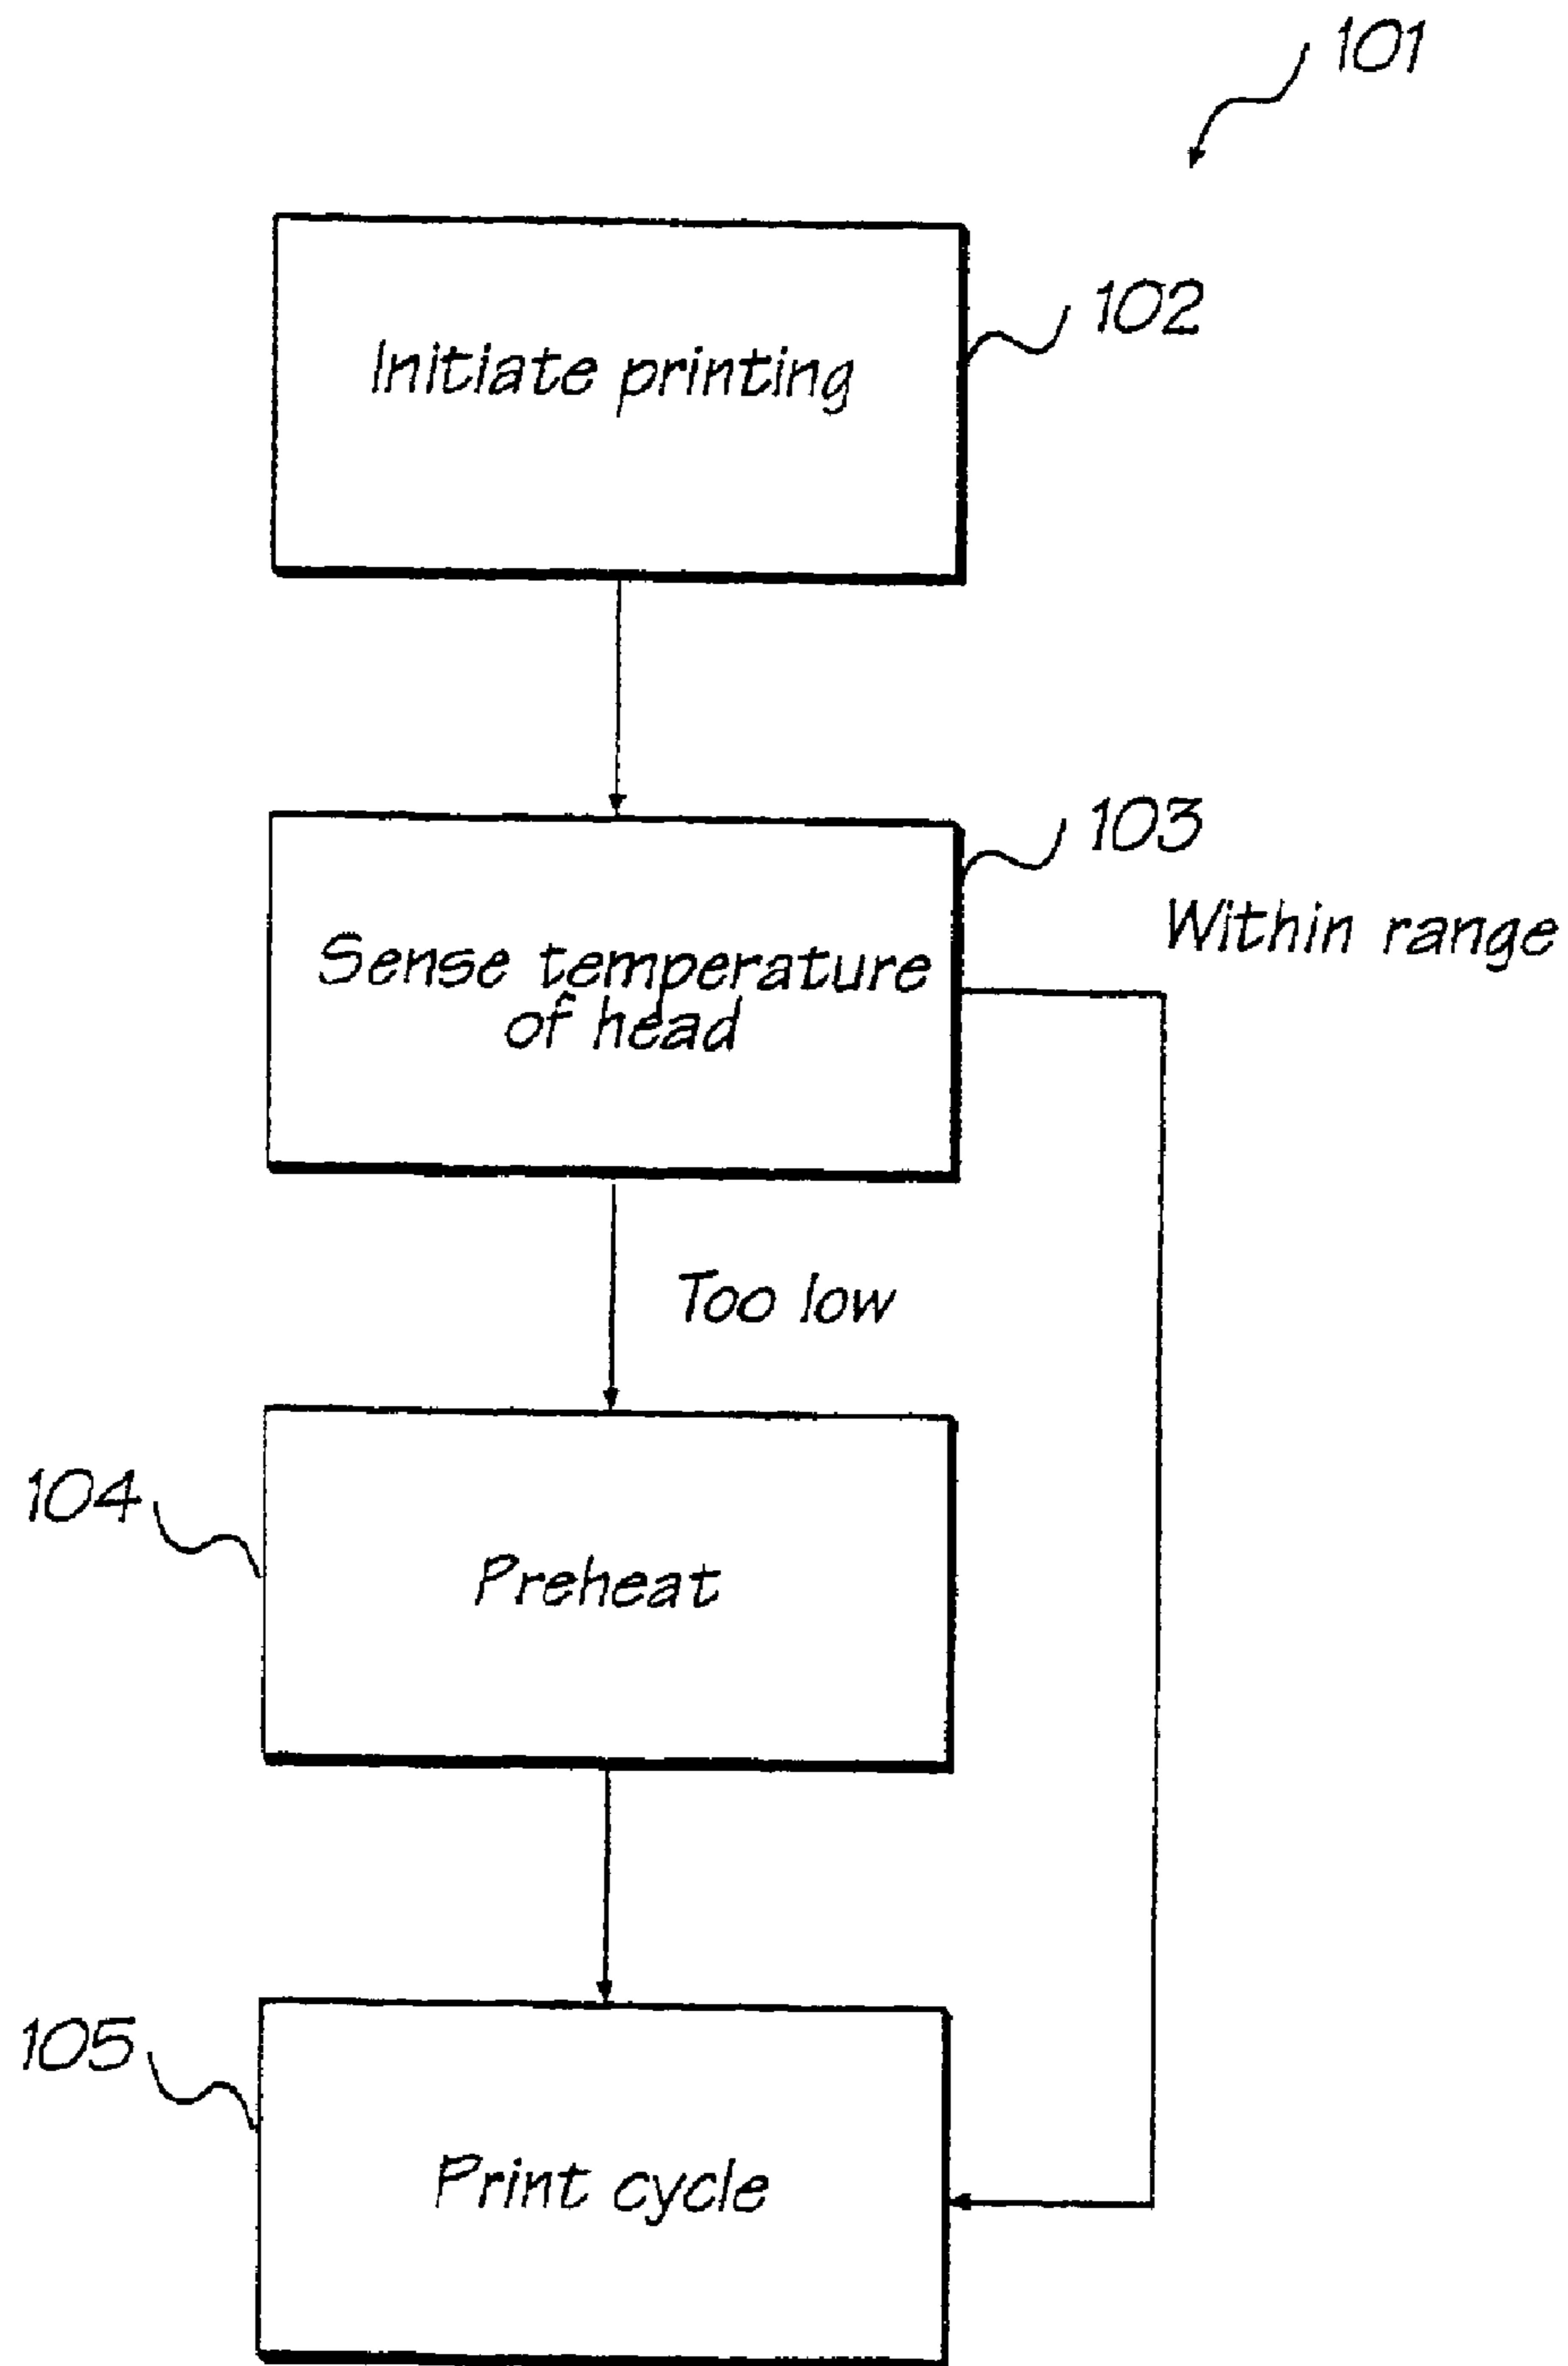 101
Initiate printing
102
103
Within range
Sense temperature
of head
Too low
104
Preheat
105
Print cycle